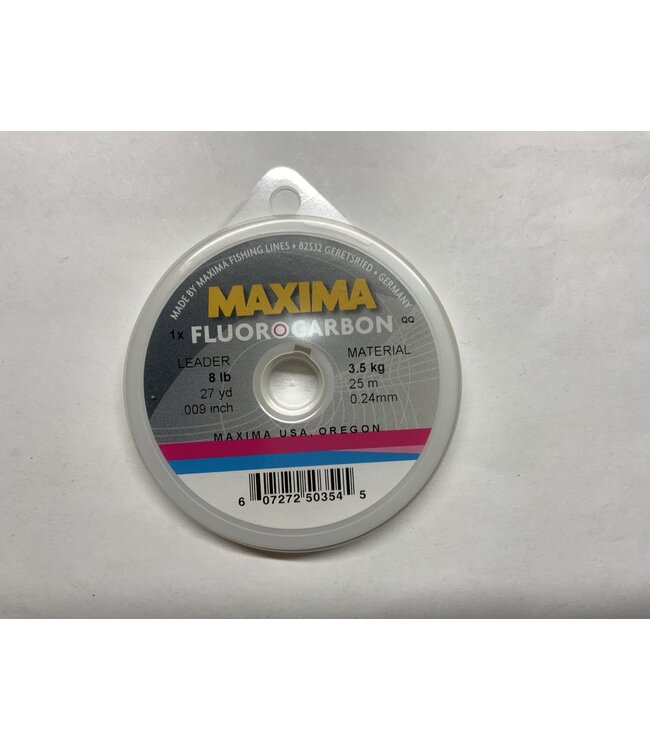 MADE BY MAXIMA FISHING LINES • 82532 GERETSRIED • GERMANY
MAXIMA
1x FLUOROCARBON QQ
LEADER MATERIAL
8 lb 3.5 kg
27 yd 25 m
.009 inch 0.24mm
MAXIMA USA, OREGON
6 07272 50354 5